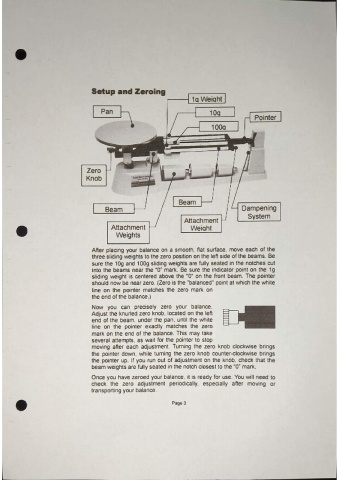 Setup and Zeroing
1g Weight
Pan
10g
Pointer
100g
Zero
Knob
Beam
Beam
Dampening
System
Attachment
Weight
Attachment
Weights
After placing your balance on a smooth, flat surface, move each of the
three sliding weights to the zero position on the left side of the beams. Be
sure the 10g and 100g sliding weights are fully seated in the notches cut
into the beams near the "0" mark. Be sure the indicator point on the 1g
sliding weight is centered above the "0" on the front beam. The pointer
should now be near zero. (Zero is the "balanced" point at which the white
line on the pointer matches the zero mark on
the end of the balance.)
Now you can precisely zero your balance.
Adjust the knurled zero knob, located on the left
end of the beam, under the pan, until the white
line on the pointer exactly matches the zero
mark on the end of the balance. This may take
several attempts, as wait for the pointer to stop
moving after each adjustment. Turning the zero knob clockwise brings
the pointer down, while turning the zero knob counter-clockwise brings
the pointer up. If you run out of adjustment on the knob, check that the
beam weights are fully seated in the notch closest to the "0" mark.
Once you have zeroed your balance, it is ready for use. You will need to
check the zero adjustment periodically, especially after moving or
transporting your balance.
Page 3